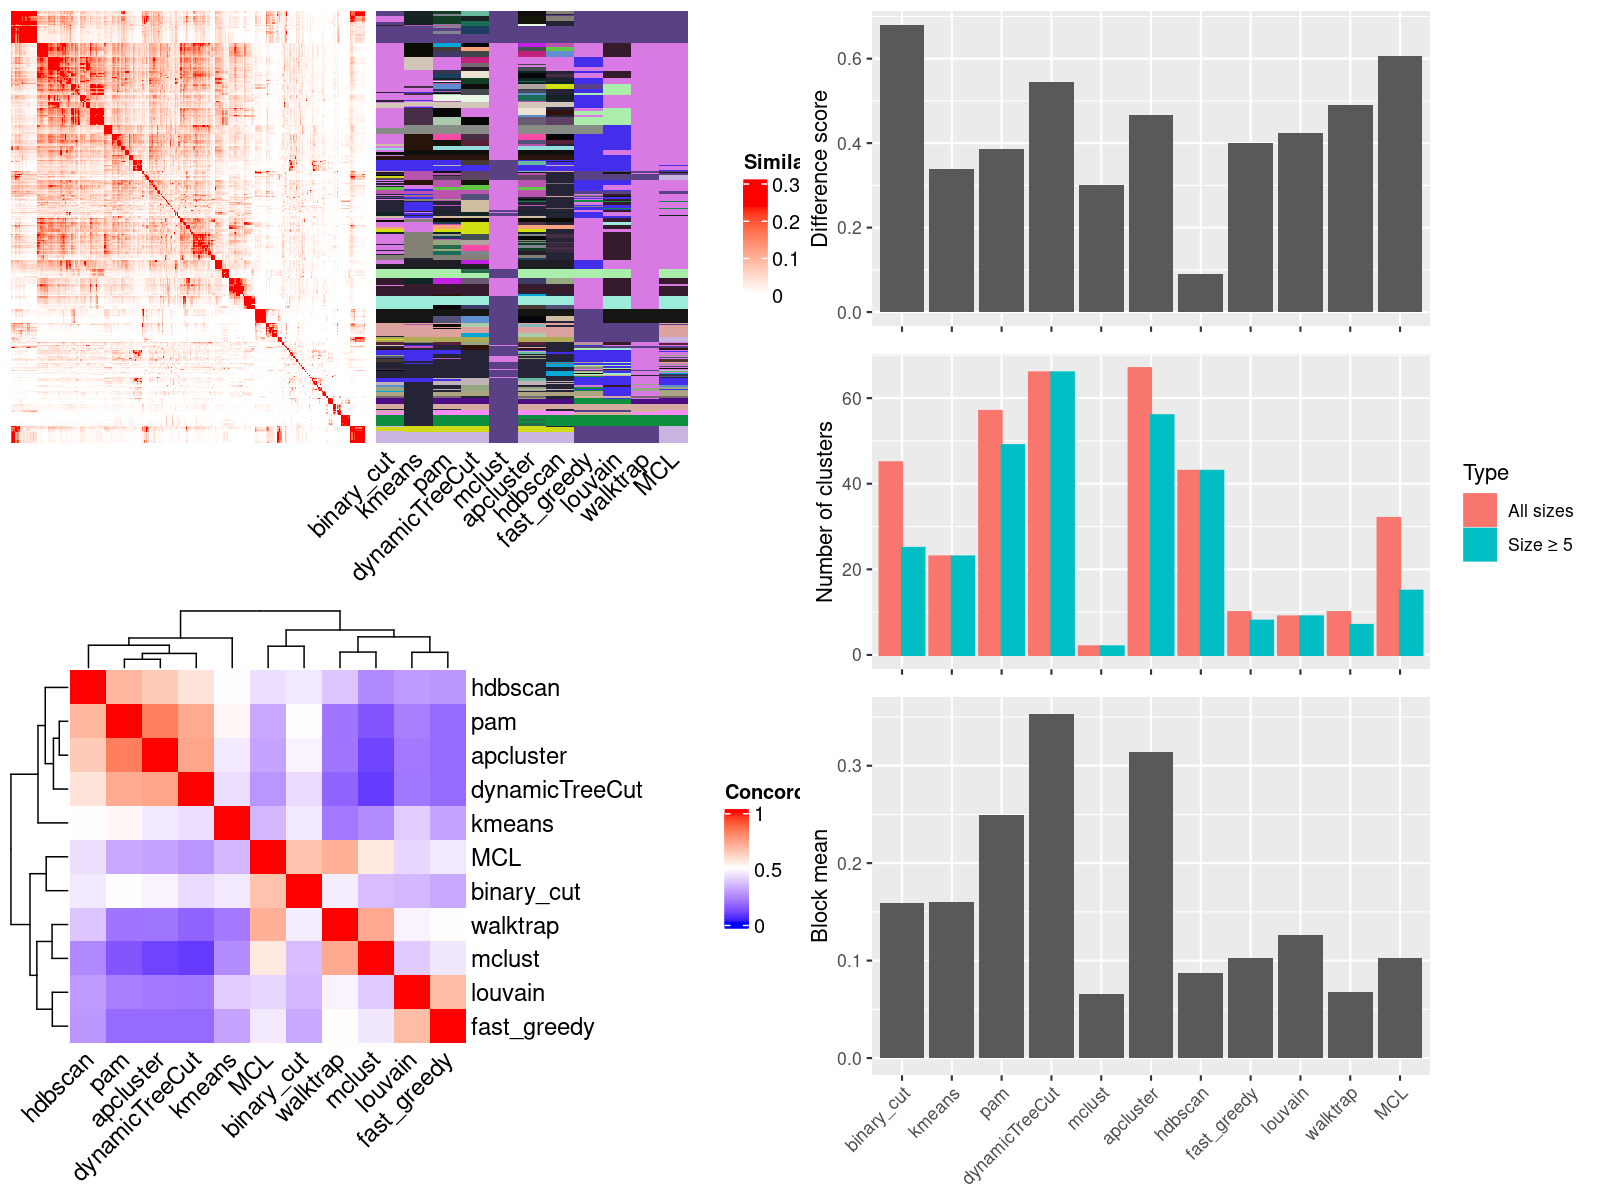 Simila
0.3
0.2
0.1
0
binary_cut
kmeans
pam
dynamicTreeCut
mclust
apcluster
hdbscan
fast_greedy
louvain
walktrap
MCL
Difference score
0.6
0.4
0.2
0.0
Number of clusters
60
40
20
0
Type
All sizes
Size ≥ 5
hdbscan
pam
apcluster
dynamicTreeCut
kmeans
MCL
binary_cut
walktrap
mclust
louvain
fast_greedy
hdbscan
pam
apcluster
dynamicTreeCut
kmeans
MCL
binary_cut
walktrap
mclust
louvain
fast_greedy
Concord
1
0.5
0
Block mean
0.3
0.2
0.1
0.0
binary_cut
kmeans
pam
dynamicTreeCut
mclust
apcluster
hdbscan
fast_greedy
louvain
walktrap
MCL